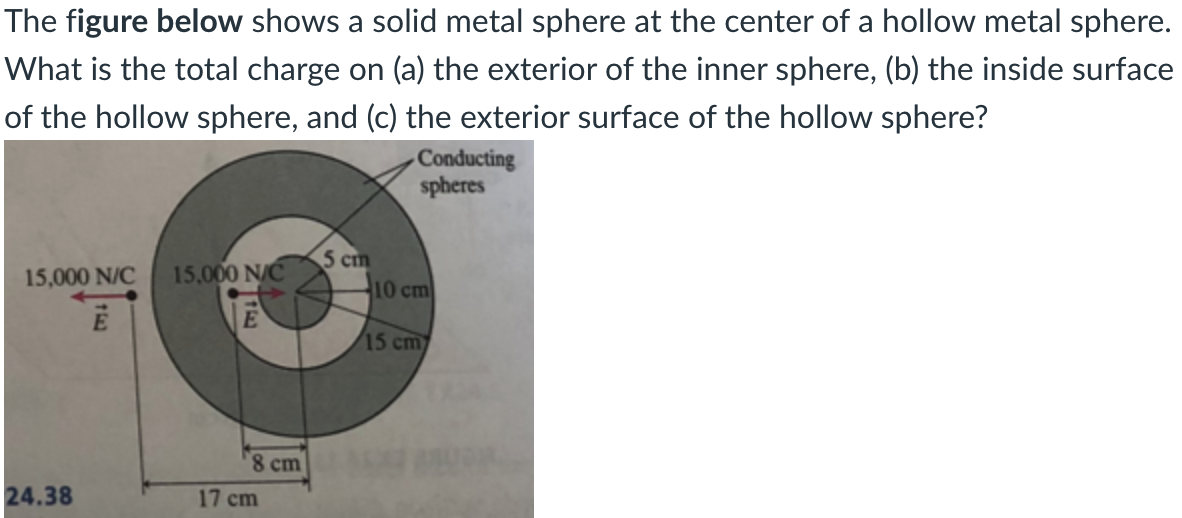 The figure below shows a solid metal sphere at the center of a hollow metal sphere.
What is the total charge on (a) the exterior of the inner sphere, (b) the inside surface
of the hollow sphere, and (c) the exterior surface of the hollow sphere?
Conducting
spheres
15,000 N/C
15,000 N/C
5 cm
10 cm
E
E
15 cm
8 cm
17 cm
24.38